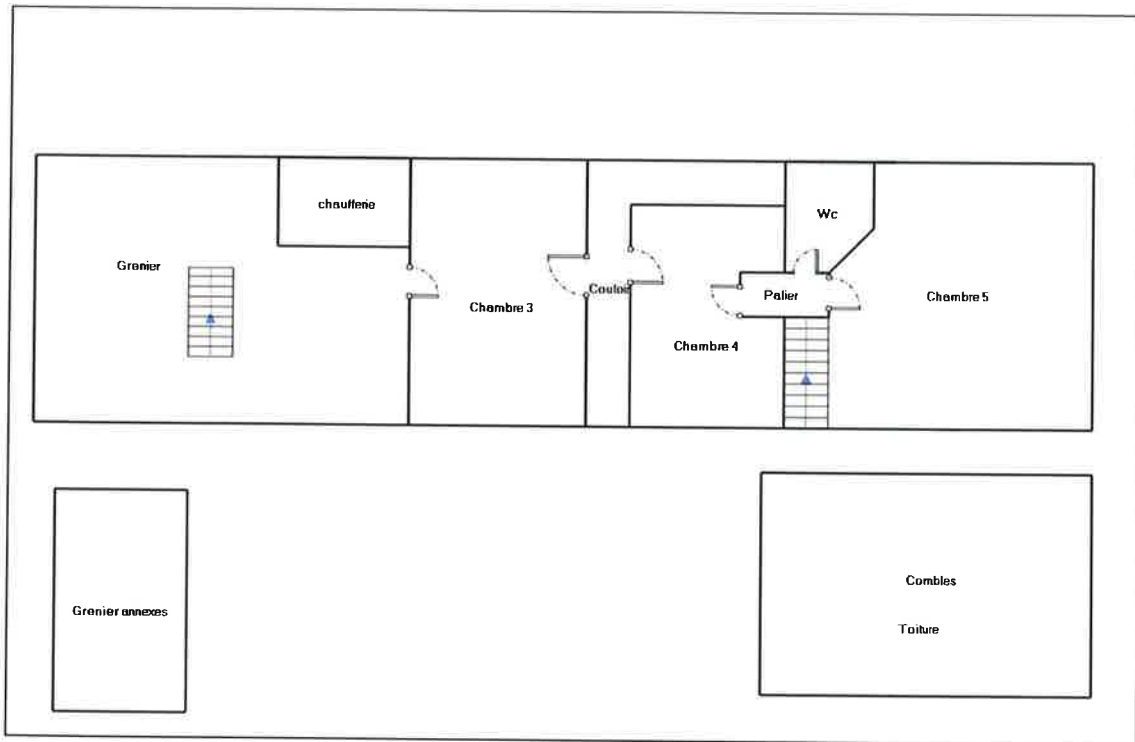 chaufferie
Wc
Grenier
Couloir
Palier
Chambre 5
Chambre 3
Chambre 4
Combles
Grenier annexes
Toiture